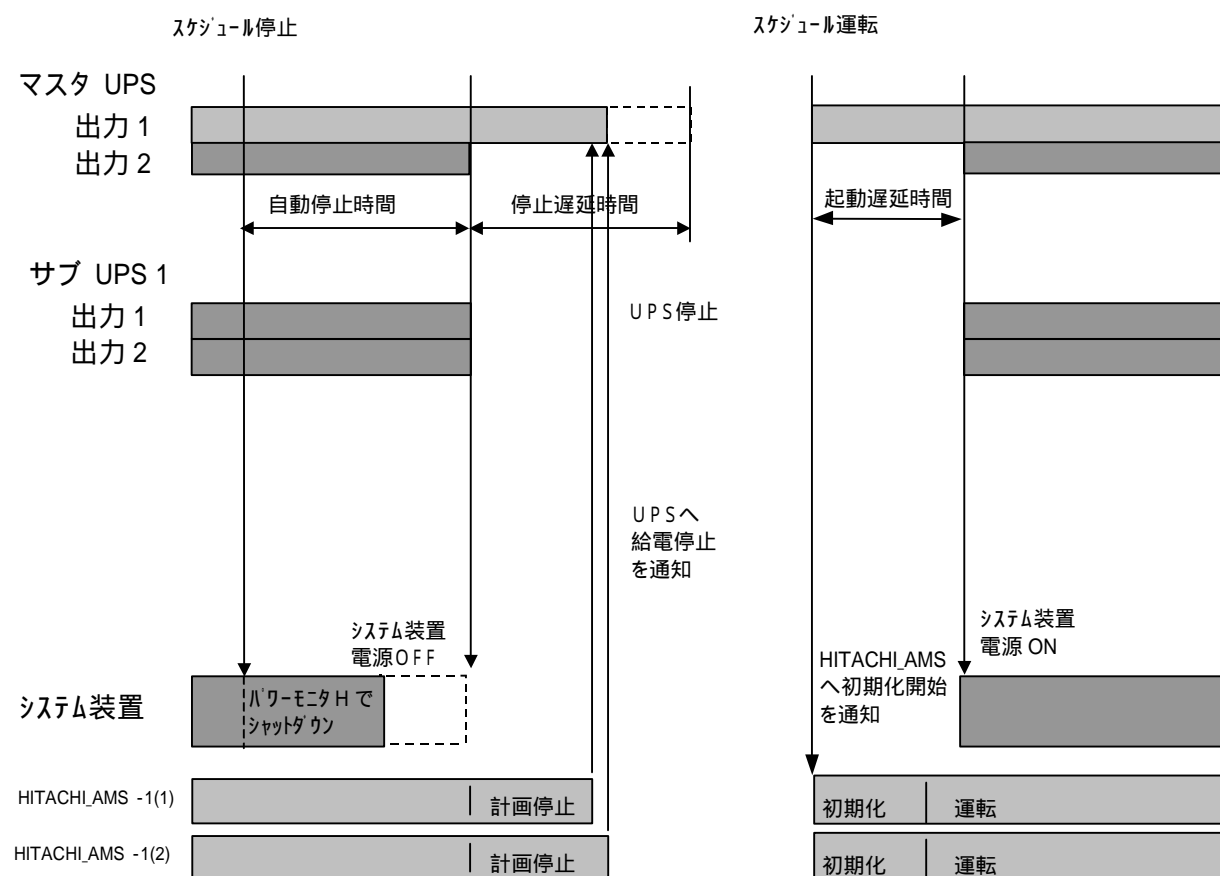 ｽｹｼﾞｭｰﾙ停止
ｽｹｼﾞｭｰﾙ運転
マスタ UPS
出力 1
出力 2
自動停止時間
停止遅延時間
起動遅延時間
サブ UPS 1
出力 1
出力 2
ＵＰＳ停止
ＵＰＳへ
給電停止
を通知
ｼｽﾃﾑ装置
電源ＯＦＦ
ｼｽﾃﾑ装置
電源 ON
HITACHI_AMS
へ初期化開始
を通知
ｼｽﾃﾑ装置
ﾊﾟﾜｰﾓﾆﾀ H で
ｼｬｯﾄﾀﾞｳﾝ
HITACHI_AMS -1(1)
計画停止
初期化
運転
HITACHI_AMS -1(2)
計画停止
初期化
運転